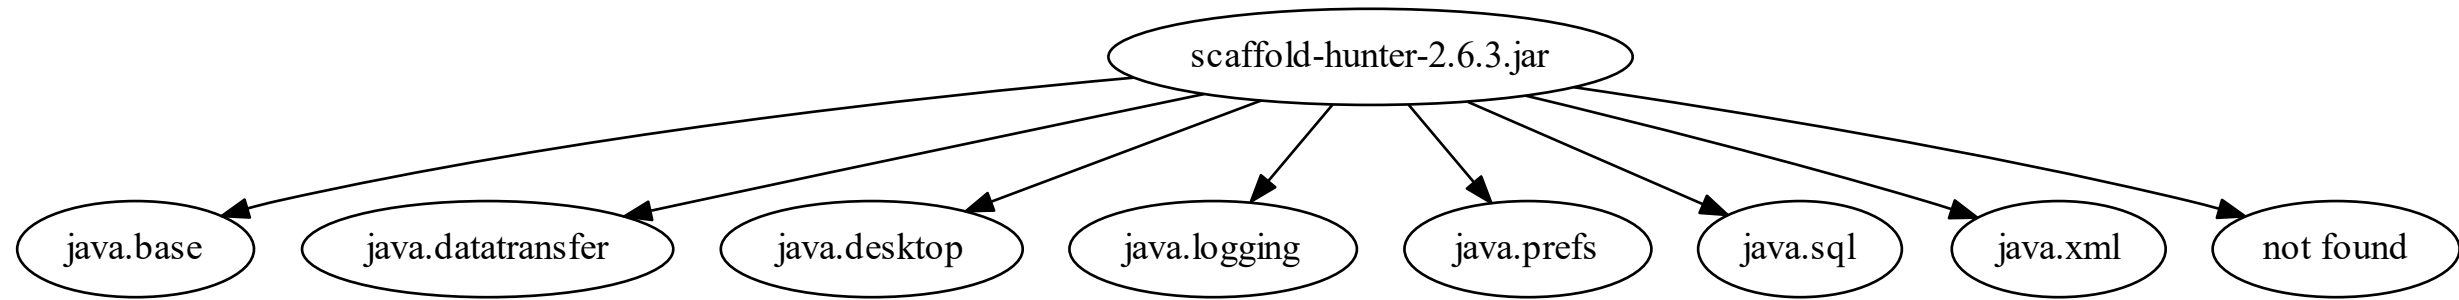 scaffold-hunter-2.6.3.jar
java.base
java.datatransfer
java.desktop
java.logging
java.prefs
java.sql
java.xml
not found